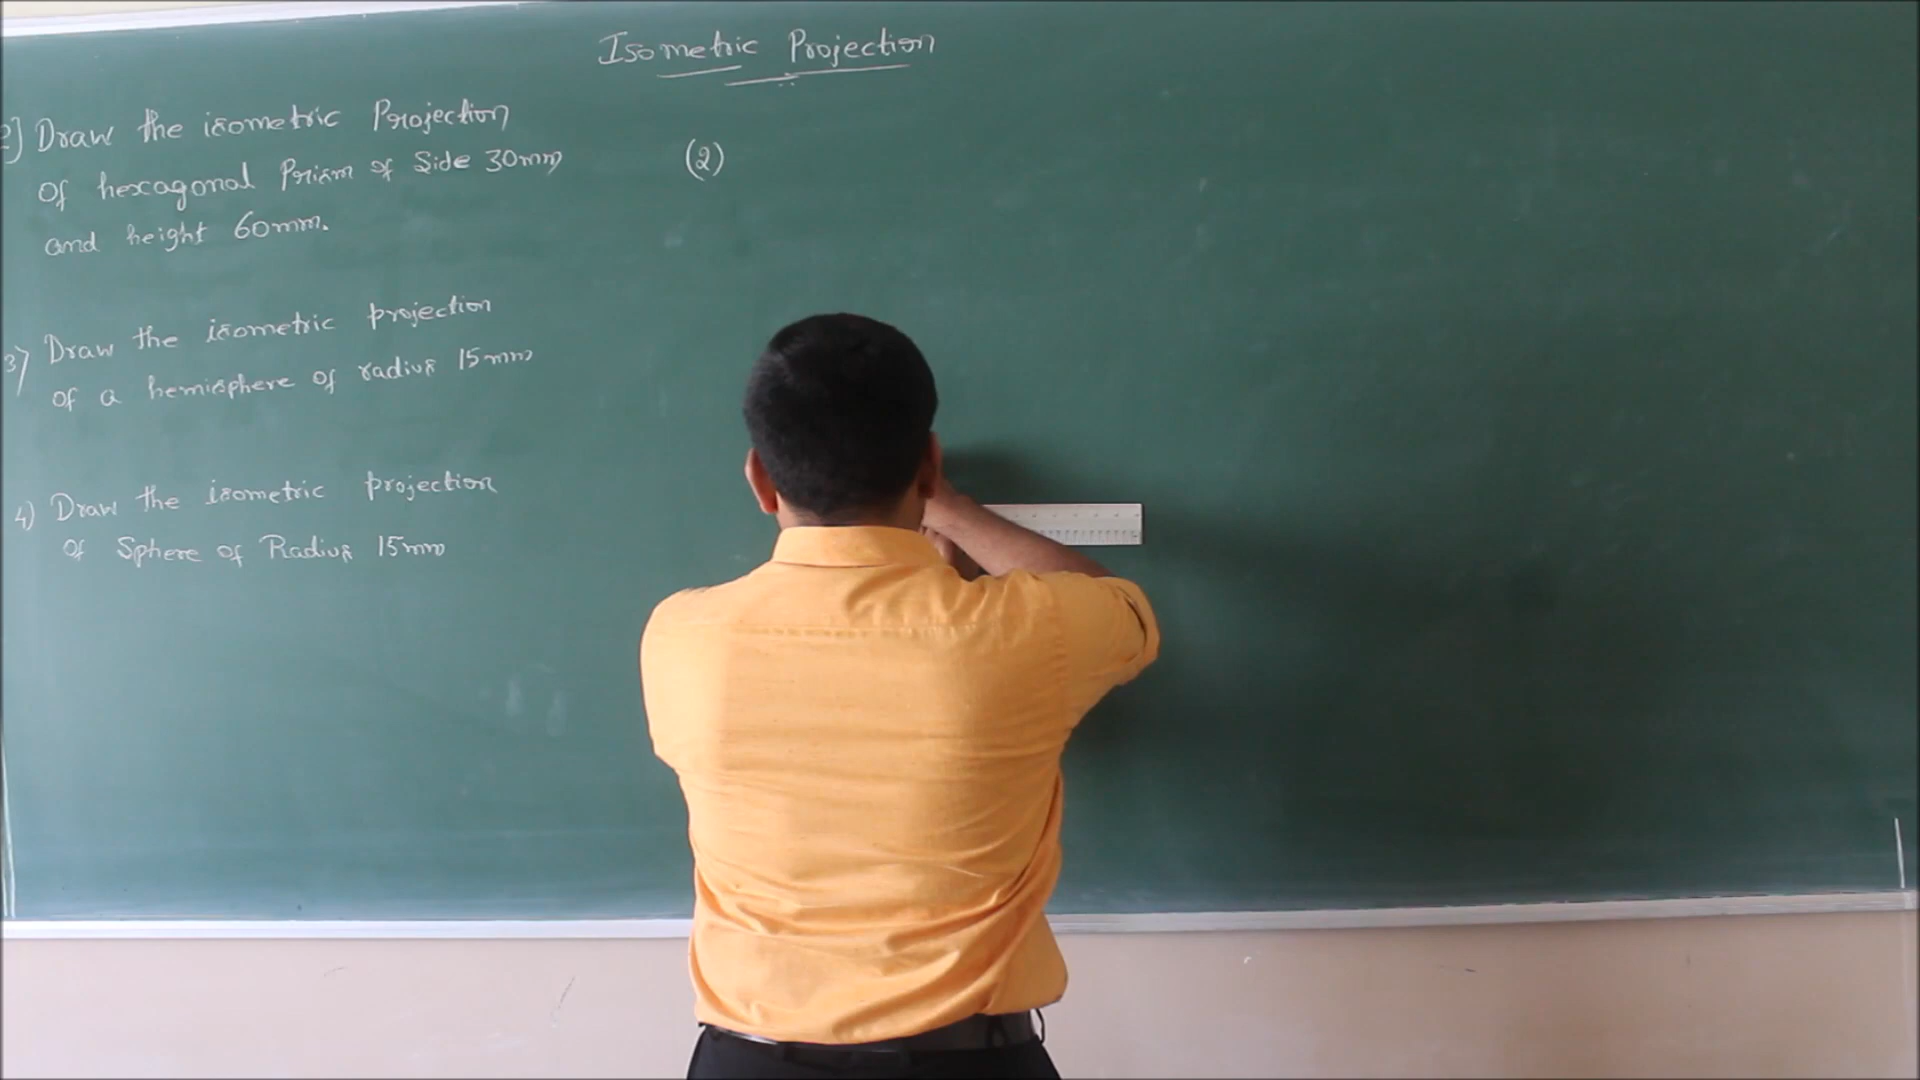 Isometric Projection
2] Draw the isometric Projection
Of hexagonal Prism of Side 30mm
and height 60mm.
(2)
3) Draw the isometric projection
Of a hemisphere of radius 15mm
4) Draw the isometric projection
Of Sphere of Radius 15mm